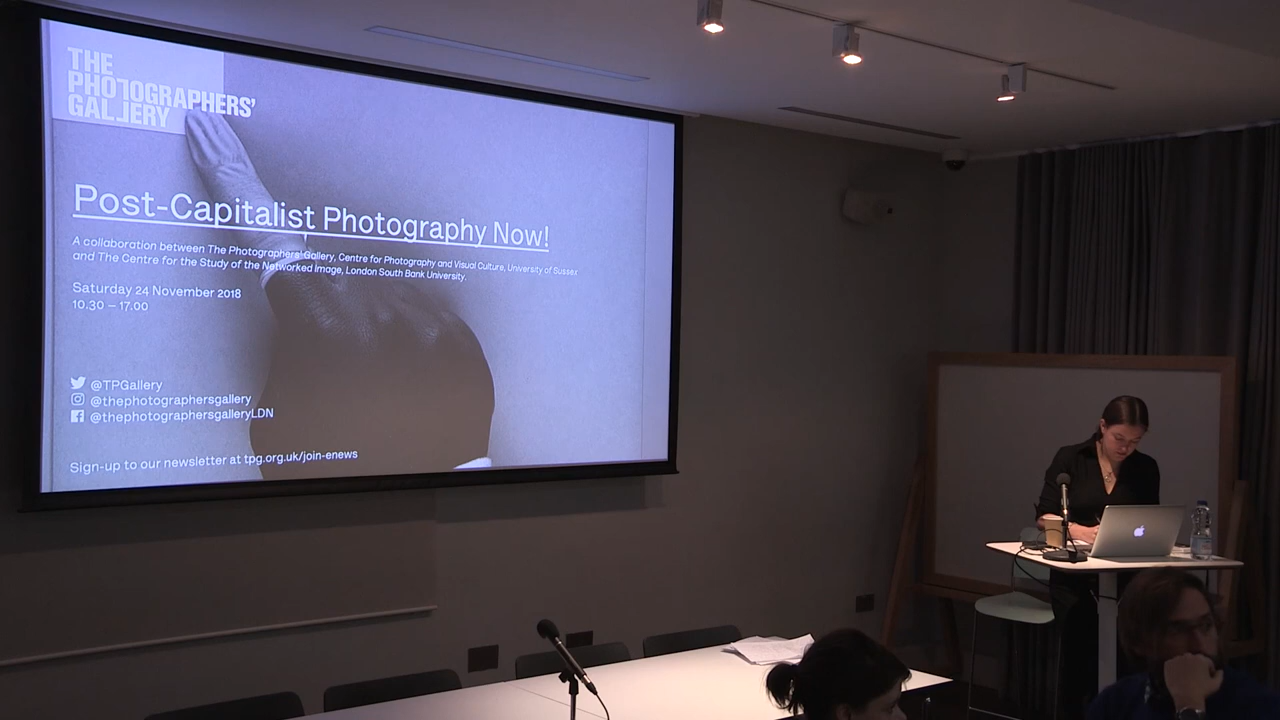 THE
PHOTOGRAPHERS'
GALLERY
Post-Capitalist Photography Now!
A collaboration between The Photographers' Gallery, Centre for Photography and Visual Culture, University of Sussex
and The Centre for the Study of the Networked Image, London South Bank University.
Saturday 24 November 2018
10.30 – 17.00
@TPGallery
@thephotographersgallery
@thephotographersgalleryLDN
Sign-up to our newsletter at tpg.org.uk/join-enews